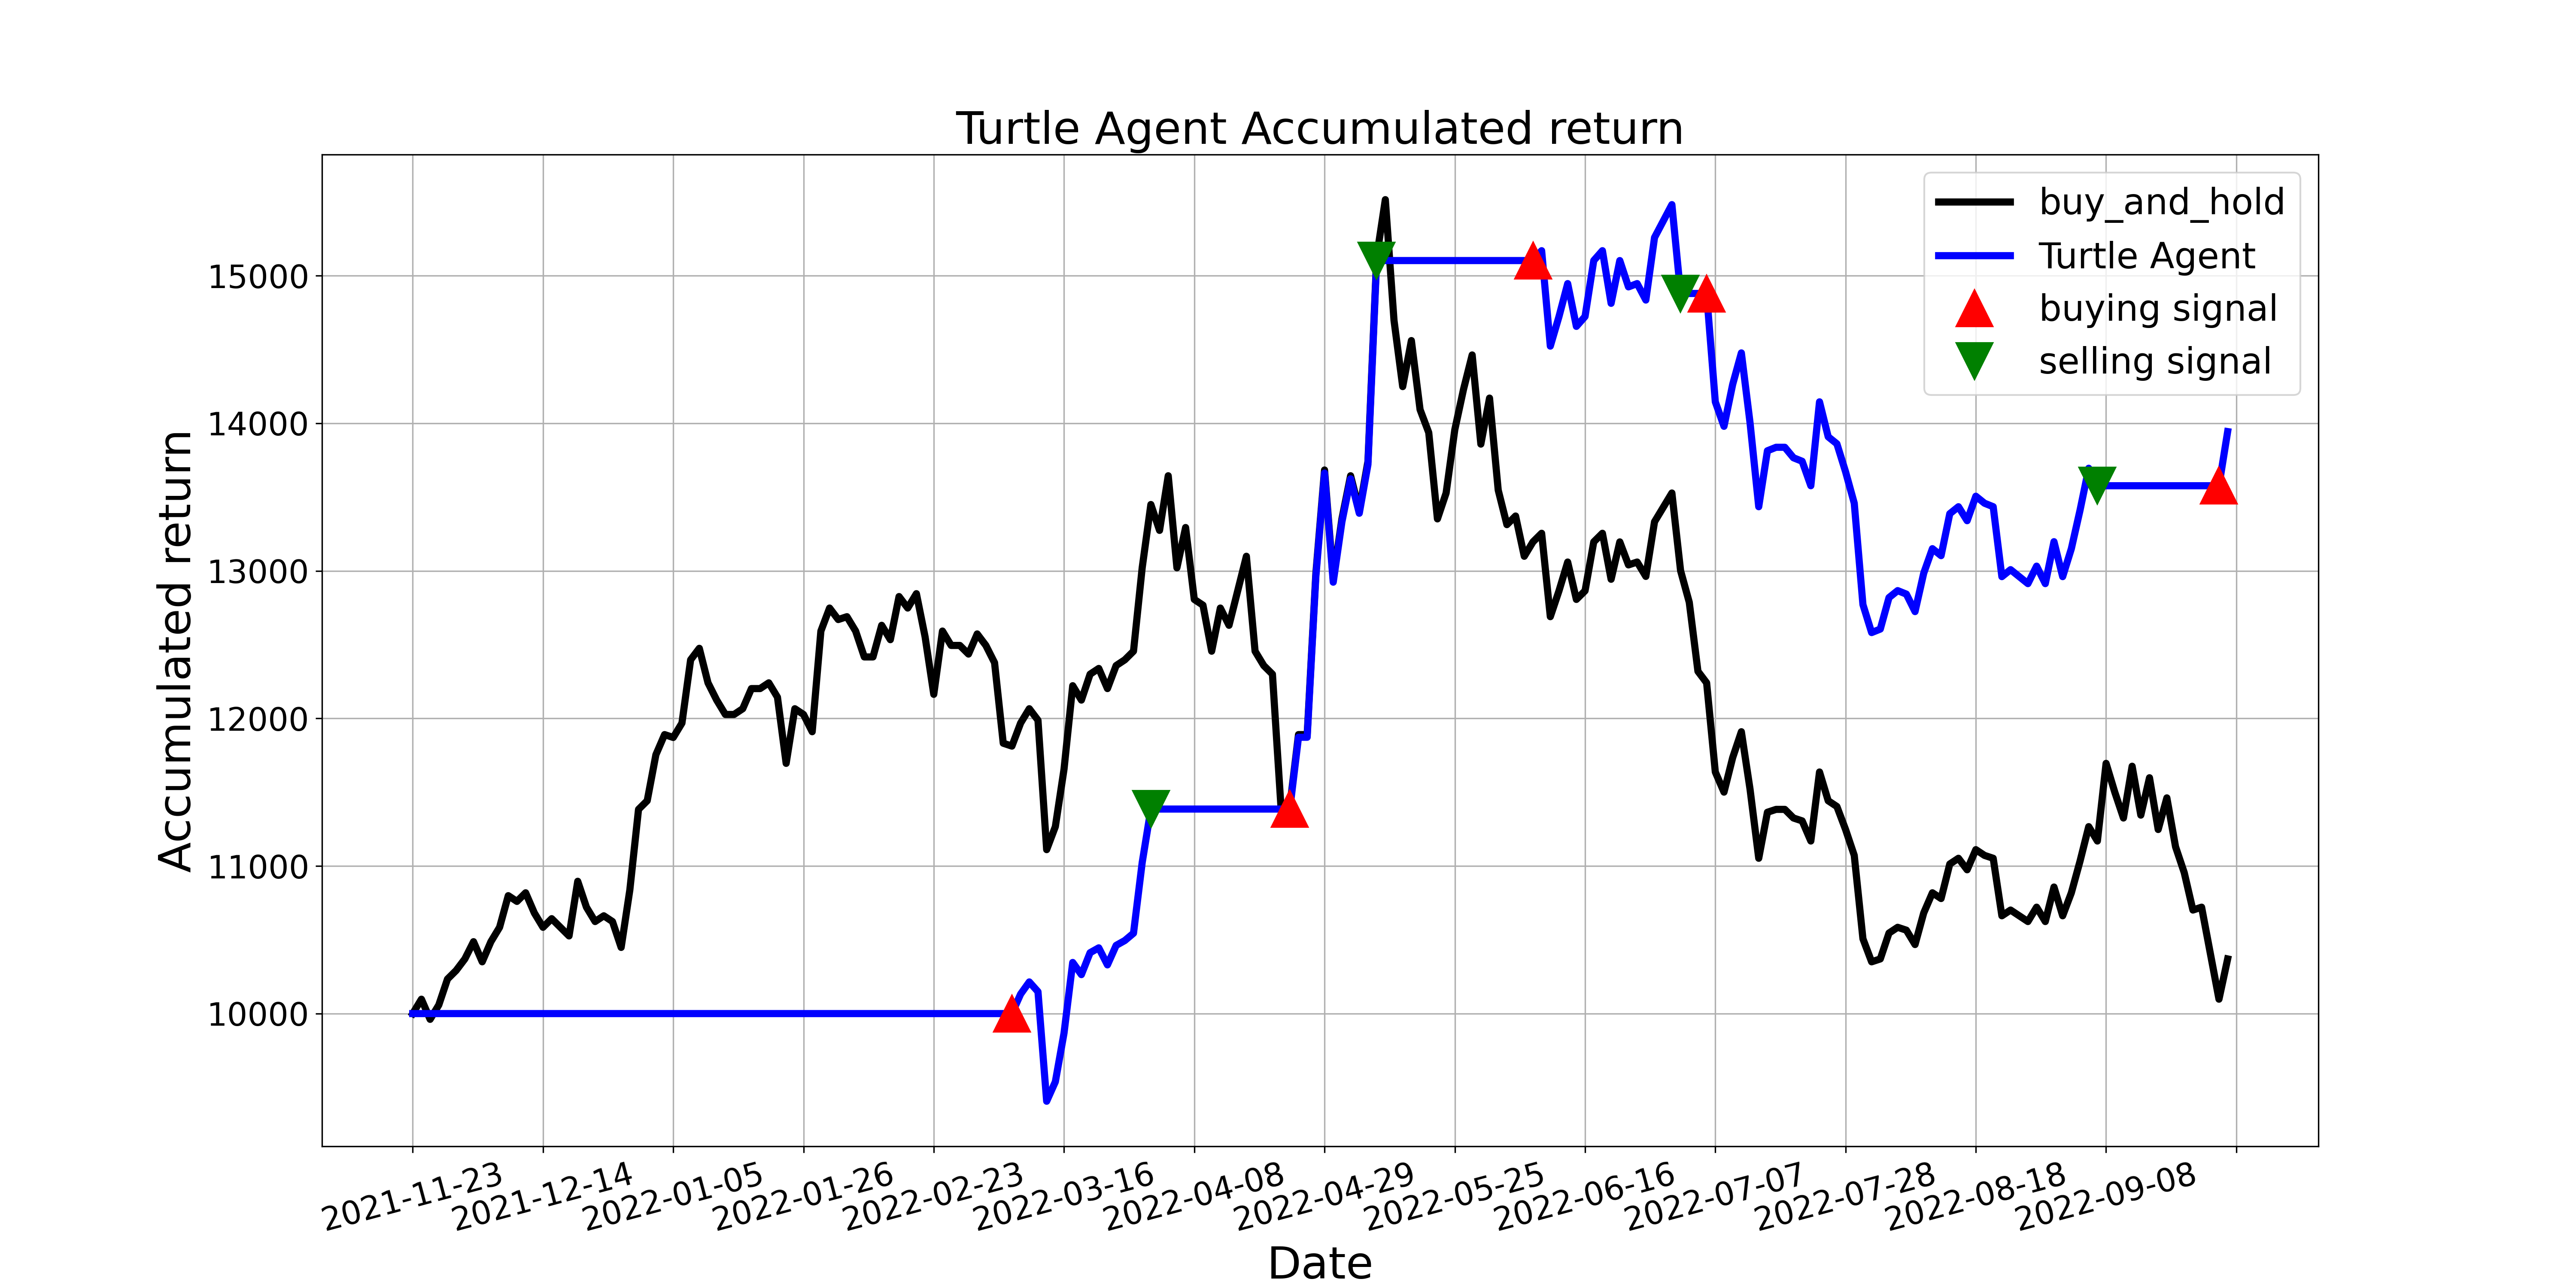 Turtle Agent Accumulated return
buy_and_hold
Turtle Agent
buying signal
selling signal
Accumulated return
15000
14000
13000
12000
11000
10000
2021-11-23
2021-12-14
2022-01-05
2022-01-26
2022-02-23
2022-03-16
2022-04-08
2022-04-29
2022-05-25
2022-06-16
2022-07-07
2022-07-28
2022-08-18
2022-09-08
Date